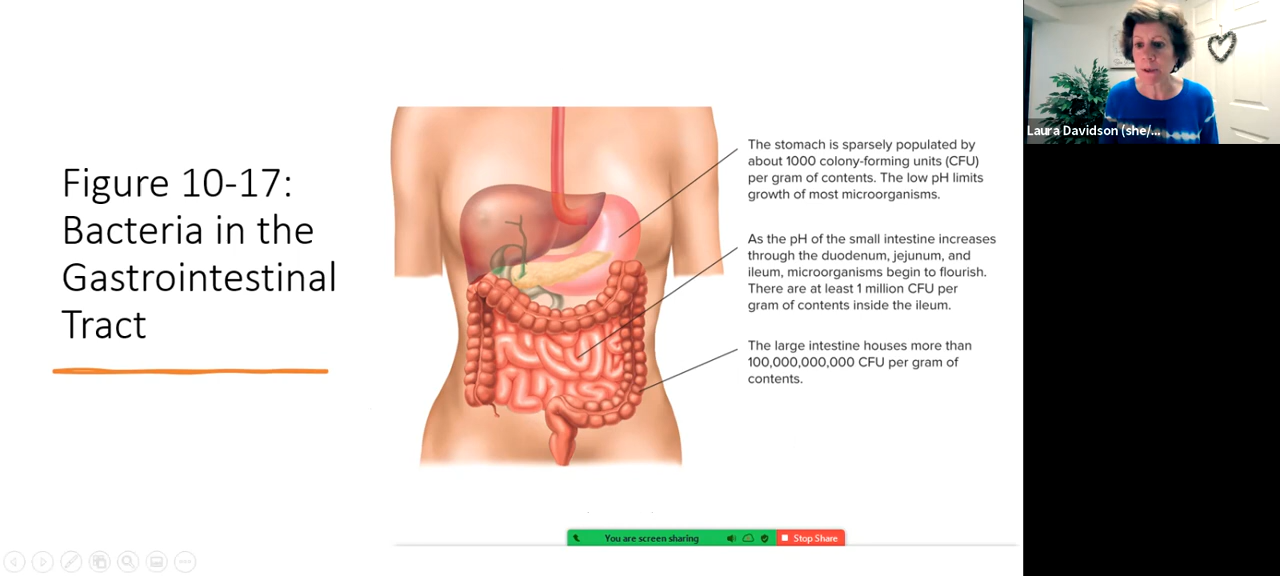 Figure 10-17:
Bacteria in the
Gastrointestinal
Tract
The stomach is sparsely populated by
about 1000 colony-forming units (CFU)
per gram of contents. The low pH limits
growth of most microorganisms.
As the pH of the small intestine increases
through the duodenum, jejunum, and
ileum, microorganisms begin to flourish.
There are at least 1 million CFU per
gram of contents inside the ileum.
The large intestine houses more than
100,000,000,000 CFU per gram of
contents.
Laura Davidson (she/...
You are screen sharing
Stop Share